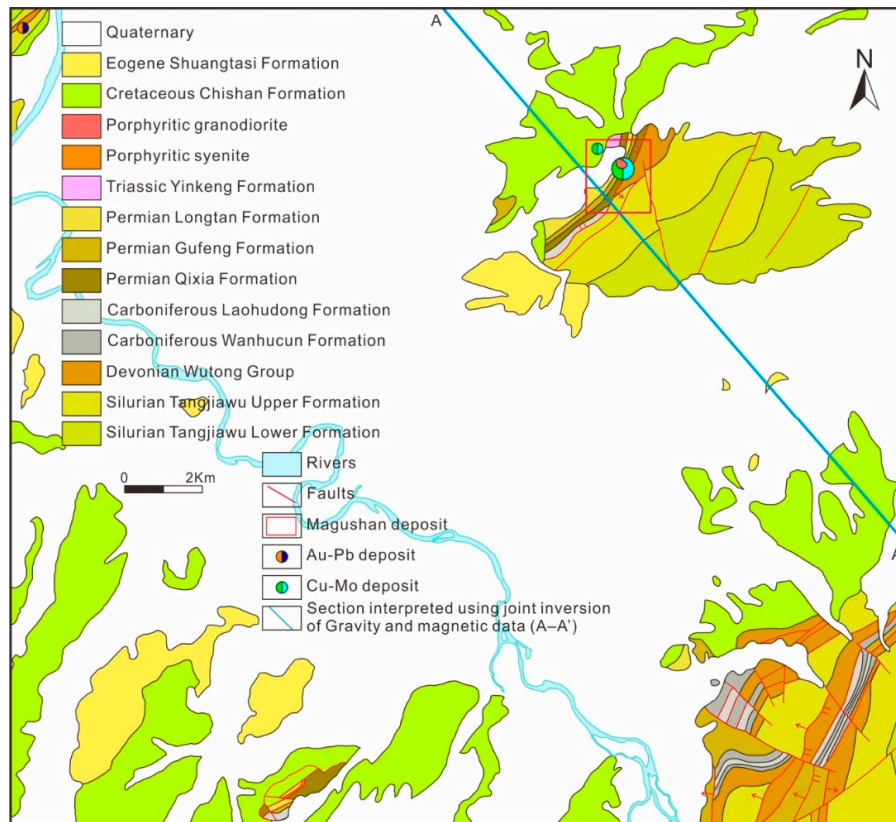 A
N
Quaternary
Eogene Shuangtasi Formation
Cretaceous Chishan Formation
Porphyritic granodiorite
Porphyritic syenite
Triassic Yinkeng Formation
Permian Longtan Formation
Permian Gufeng Formation
Permian Qixia Formation
Carboniferous Laohudong Formation
Carboniferous Wanhucun Formation
Devonian Wutong Group
Silurian Tangjiawu Upper Formation
Silurian Tangjiawu Lower Formation
0 2Km
Rivers
Faults
Magushan deposit
Au-Pb deposit
Cu-Mo deposit
Section interpreted using joint inversion
of Gravity and magnetic data (A–A')